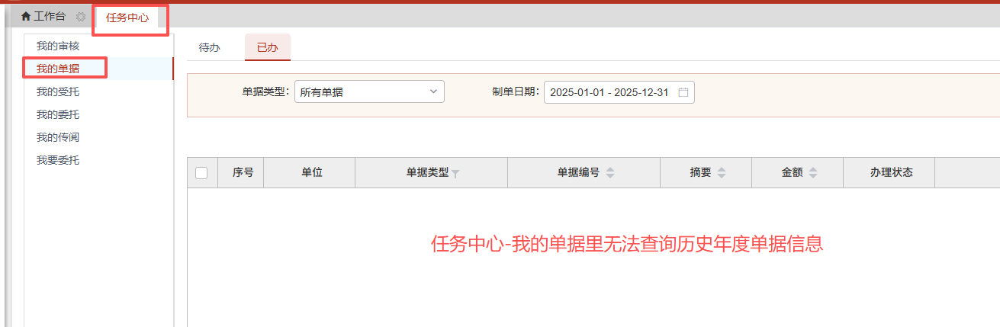 工作台
任务中心
我的审核
我的单据
我的受托
我的委托
我的传阅
我要委托
待办
已办
单据类型: 所有单据
制单日期: 2025-01-01 - 2025-12-31
序号 单位 单据类型 单据编号 摘要 金额 办理状态
任务中心-我的单据里无法查询历史年度单据信息